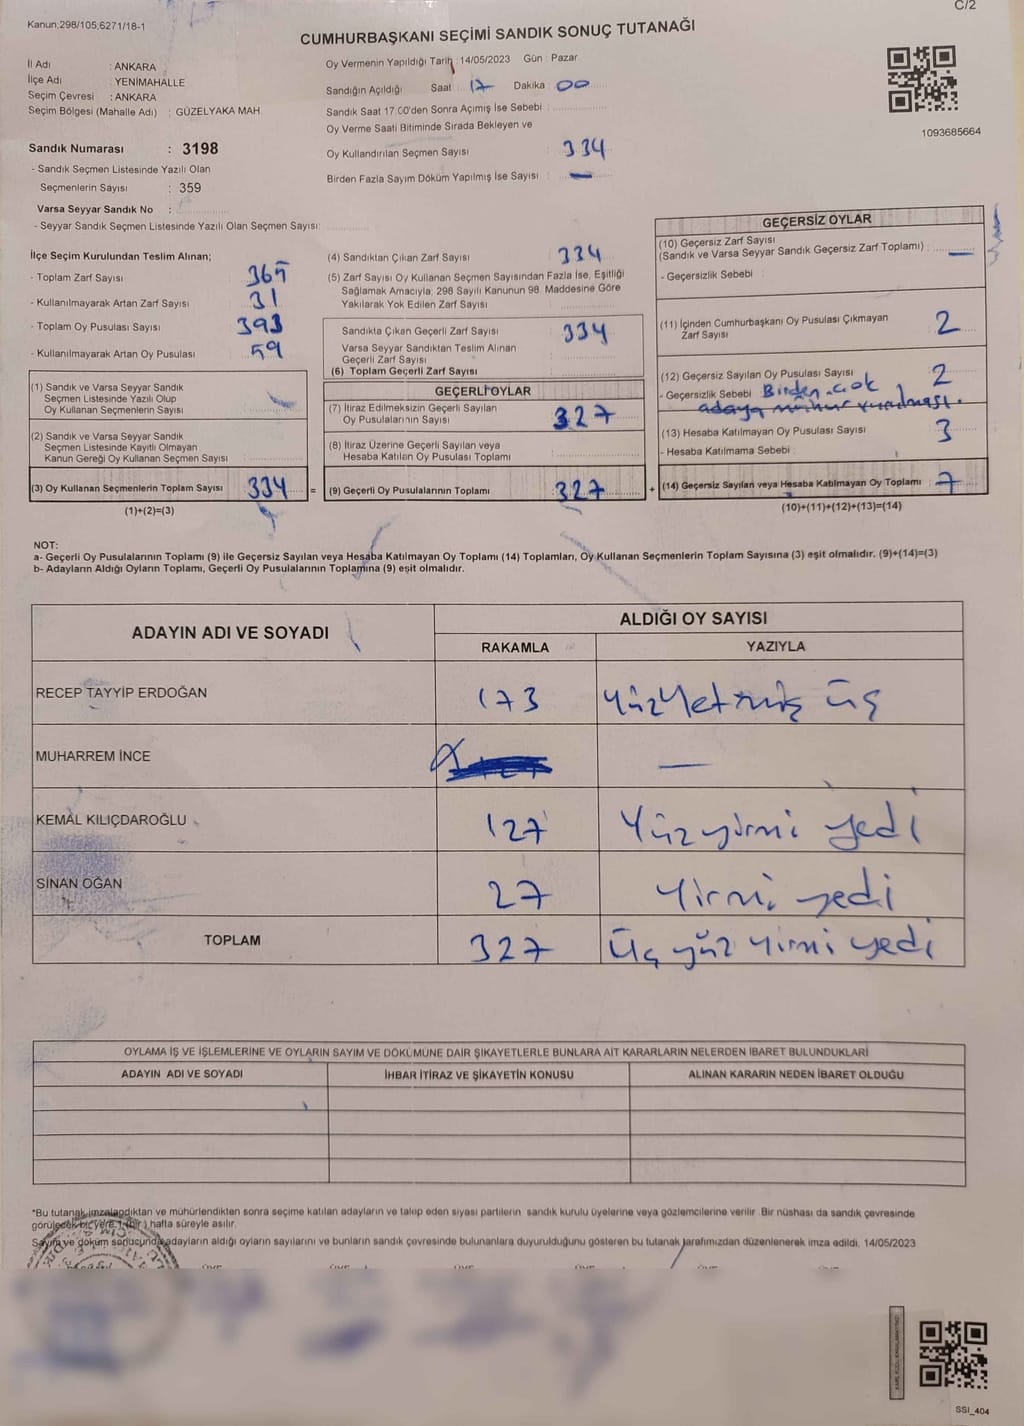 C/2
Kanun.298/105,6271/18-1
CUMHURBAŞKANI SEÇİMİ SANDIK SONUÇ TUTANAĞI
İl Adı : ANKARA
İlçe Adı : YENİMAHALLE
Seçim Çevresi : ANKARA
Seçim Bölgesi (Mahalle Adı) : GÜZELYAKA MAH.
Sandık Numarası : 3198
- Sandık Seçmen Listesinde Yazılı Olan
Seçmenlerin Sayısı : 359
Varsa Seyyar Sandık No :
- Seyyar Sandık Seçmen Listesinde Yazılı Olan Seçmen Sayısı:
Oy Vermenin Yapıldığı Tarih : 14/05/2023 Gün : Pazar
Sandığın Açıldığı Saat : 17 Dakika : 00
Sandık Saat 17:00'den Sonra Açımış İse Sebebi :
Oy Verme Saati Bitiminde Sırada Bekleyen ve
Oy Kullandırılan Seçmen Sayısı : 334
Birden Fazla Sayım Döküm Yapılmış İse Sayısı : —
1093685664
İlçe Seçim Kurulundan Teslim Alınan;
- Toplam Zarf Sayısı : 365
- Kullanılmayarak Artan Zarf Sayısı : 31
- Toplam Oy Pusulası Sayısı : 393
- Kullanılmayarak Artan Oy Pusulası : 59
(1) Sandık ve Varsa Seyyar Sandık
Seçmen Listesinde Yazılı Olup
Oy Kullanan Seçmenlerin Sayısı :
(2) Sandık ve Varsa Seyyar Sandık
Seçmen Listesinde Kayıtlı Olmayan
Kanun Gereği Oy Kullanan Seçmen Sayısı :
(3) Oy Kullanan Seçmenlerin Toplam Sayısı : 334 =
(1)+(2)=(3)
(4) Sandıktan Çıkan Zarf Sayısı : 334
(5) Zarf Sayısı Oy Kullanan Seçmen Sayısından Fazla İse, Eşitliği
Sağlamak Amacıyla; 298 Sayılı Kanunun 98. Maddesine Göre
Yakılarak Yok Edilen Zarf Sayısı :
Sandıkta Çıkan Geçerli Zarf Sayısı : 334
Varsa Seyyar Sandıktan Teslim Alınan
Geçerli Zarf Sayısı :
(6) Toplam Geçerli Zarf Sayısı :
GEÇERLİ OYLAR
(7) İtiraz Edilmeksizin Geçerli Sayılan
Oy Pusulalarının Sayısı : 327
(8) İtiraz Üzerine Geçerli Sayılan veya
Hesaba Katılan Oy Pusulası Toplamı :
(9) Geçerli Oy Pusulalarının Toplamı : 327 +
GEÇERSİZ OYLAR
(10) Geçersiz Zarf Sayısı
(Sandık ve Varsa Seyyar Sandık Geçersiz Zarf Toplamı) : —
- Geçersizlik Sebebi :
(11) İçinden Cumhurbaşkanı Oy Pusulası Çıkmayan
Zarf Sayısı : 2
(12) Geçersiz Sayılan Oy Pusulası Sayısı : 2
- Geçersizlik Sebebi : Birden çok
adaya mühür vurulması.
(13) Hesaba Katılmayan Oy Pusulası Sayısı : 3
- Hesaba Katılmama Sebebi :
(14) Geçersiz Sayılan veya Hesaba Katılmayan Oy Toplamı : 7
(10)+(11)+(12)+(13)=(14)
NOT:
a- Geçerli Oy Pusulalarının Toplamı (9) ile Geçersiz Sayılan veya Hesaba Katılmayan Oy Toplamı (14) Toplamları, Oy Kullanan Seçmenlerin Toplam Sayısına (3) eşit olmalıdır. (9)+(14)=(3)
b- Adayların Aldığı Oyların Toplamı, Geçerli Oy Pusulalarının Toplamına (9) eşit olmalıdır.
ADAYIN ADI VE SOYADI ALDIĞI OY SAYISI
RAKAMLA YAZIYLA
RECEP TAYYİP ERDOĞAN 173 Yüzyetmiş üç
MUHARREM İNCE —
KEMAL KILIÇDAROĞLU 127 Yüzyirmi yedi
SİNAN OĞAN 27 Yirmi yedi
TOPLAM 327 Üç yüz Yirmi yedi
OYLAMA İŞ VE İŞLEMLERİNE VE OYLARIN SAYIM VE DÖKÜMÜNE DAİR ŞİKAYETLERLE BUNLARA AİT KARARLARIN NELERDEN İBARET BULUNDUKLARI
ADAYIN ADI VE SOYADI İHBAR İTİRAZ VE ŞİKAYETİN KONUSU ALINAN KARARIN NEDEN İBARET OLDUĞU
*Bu tutanak imzalandıktan ve mühürlendikten sonra seçime katılan adayların ve talep eden siyasi partilerin sandık kurulu üyelerine veya gözlemcilerine verilir. Bir nüshası da sandık çevresinde
görülecek bir yere 1 (bir) hafta süreyle asılır.
Sayım ve döküm sonucunda adayların aldığı oyların sayılarını ve bunların sandık çevresinde bulunanlara duyurulduğunu gösteren bu tutanak tarafımızdan düzenlenerek imza edildi. 14/05/2023
SSI_404